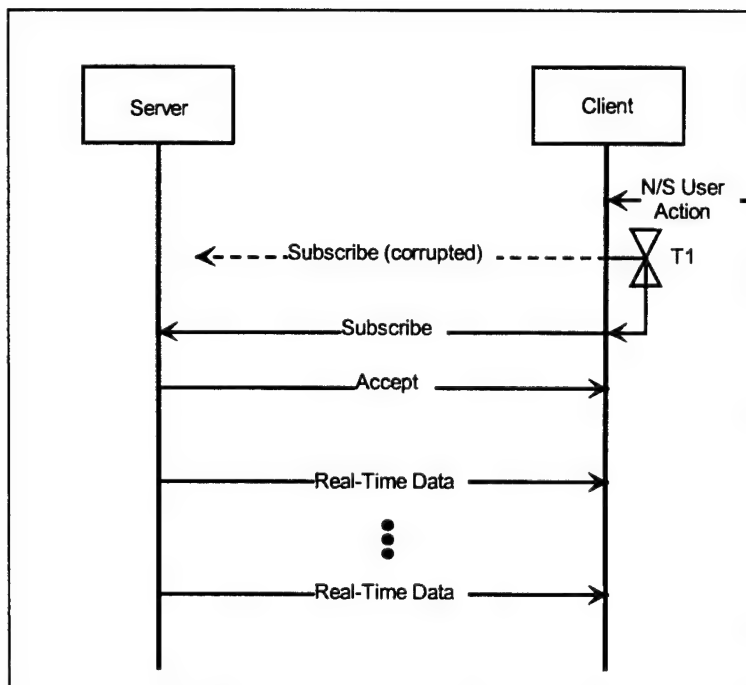 Server
Client
N/S User
Action
Subscribe (corrupted)
T1
Subscribe
Accept
Real-Time Data
Real-Time Data